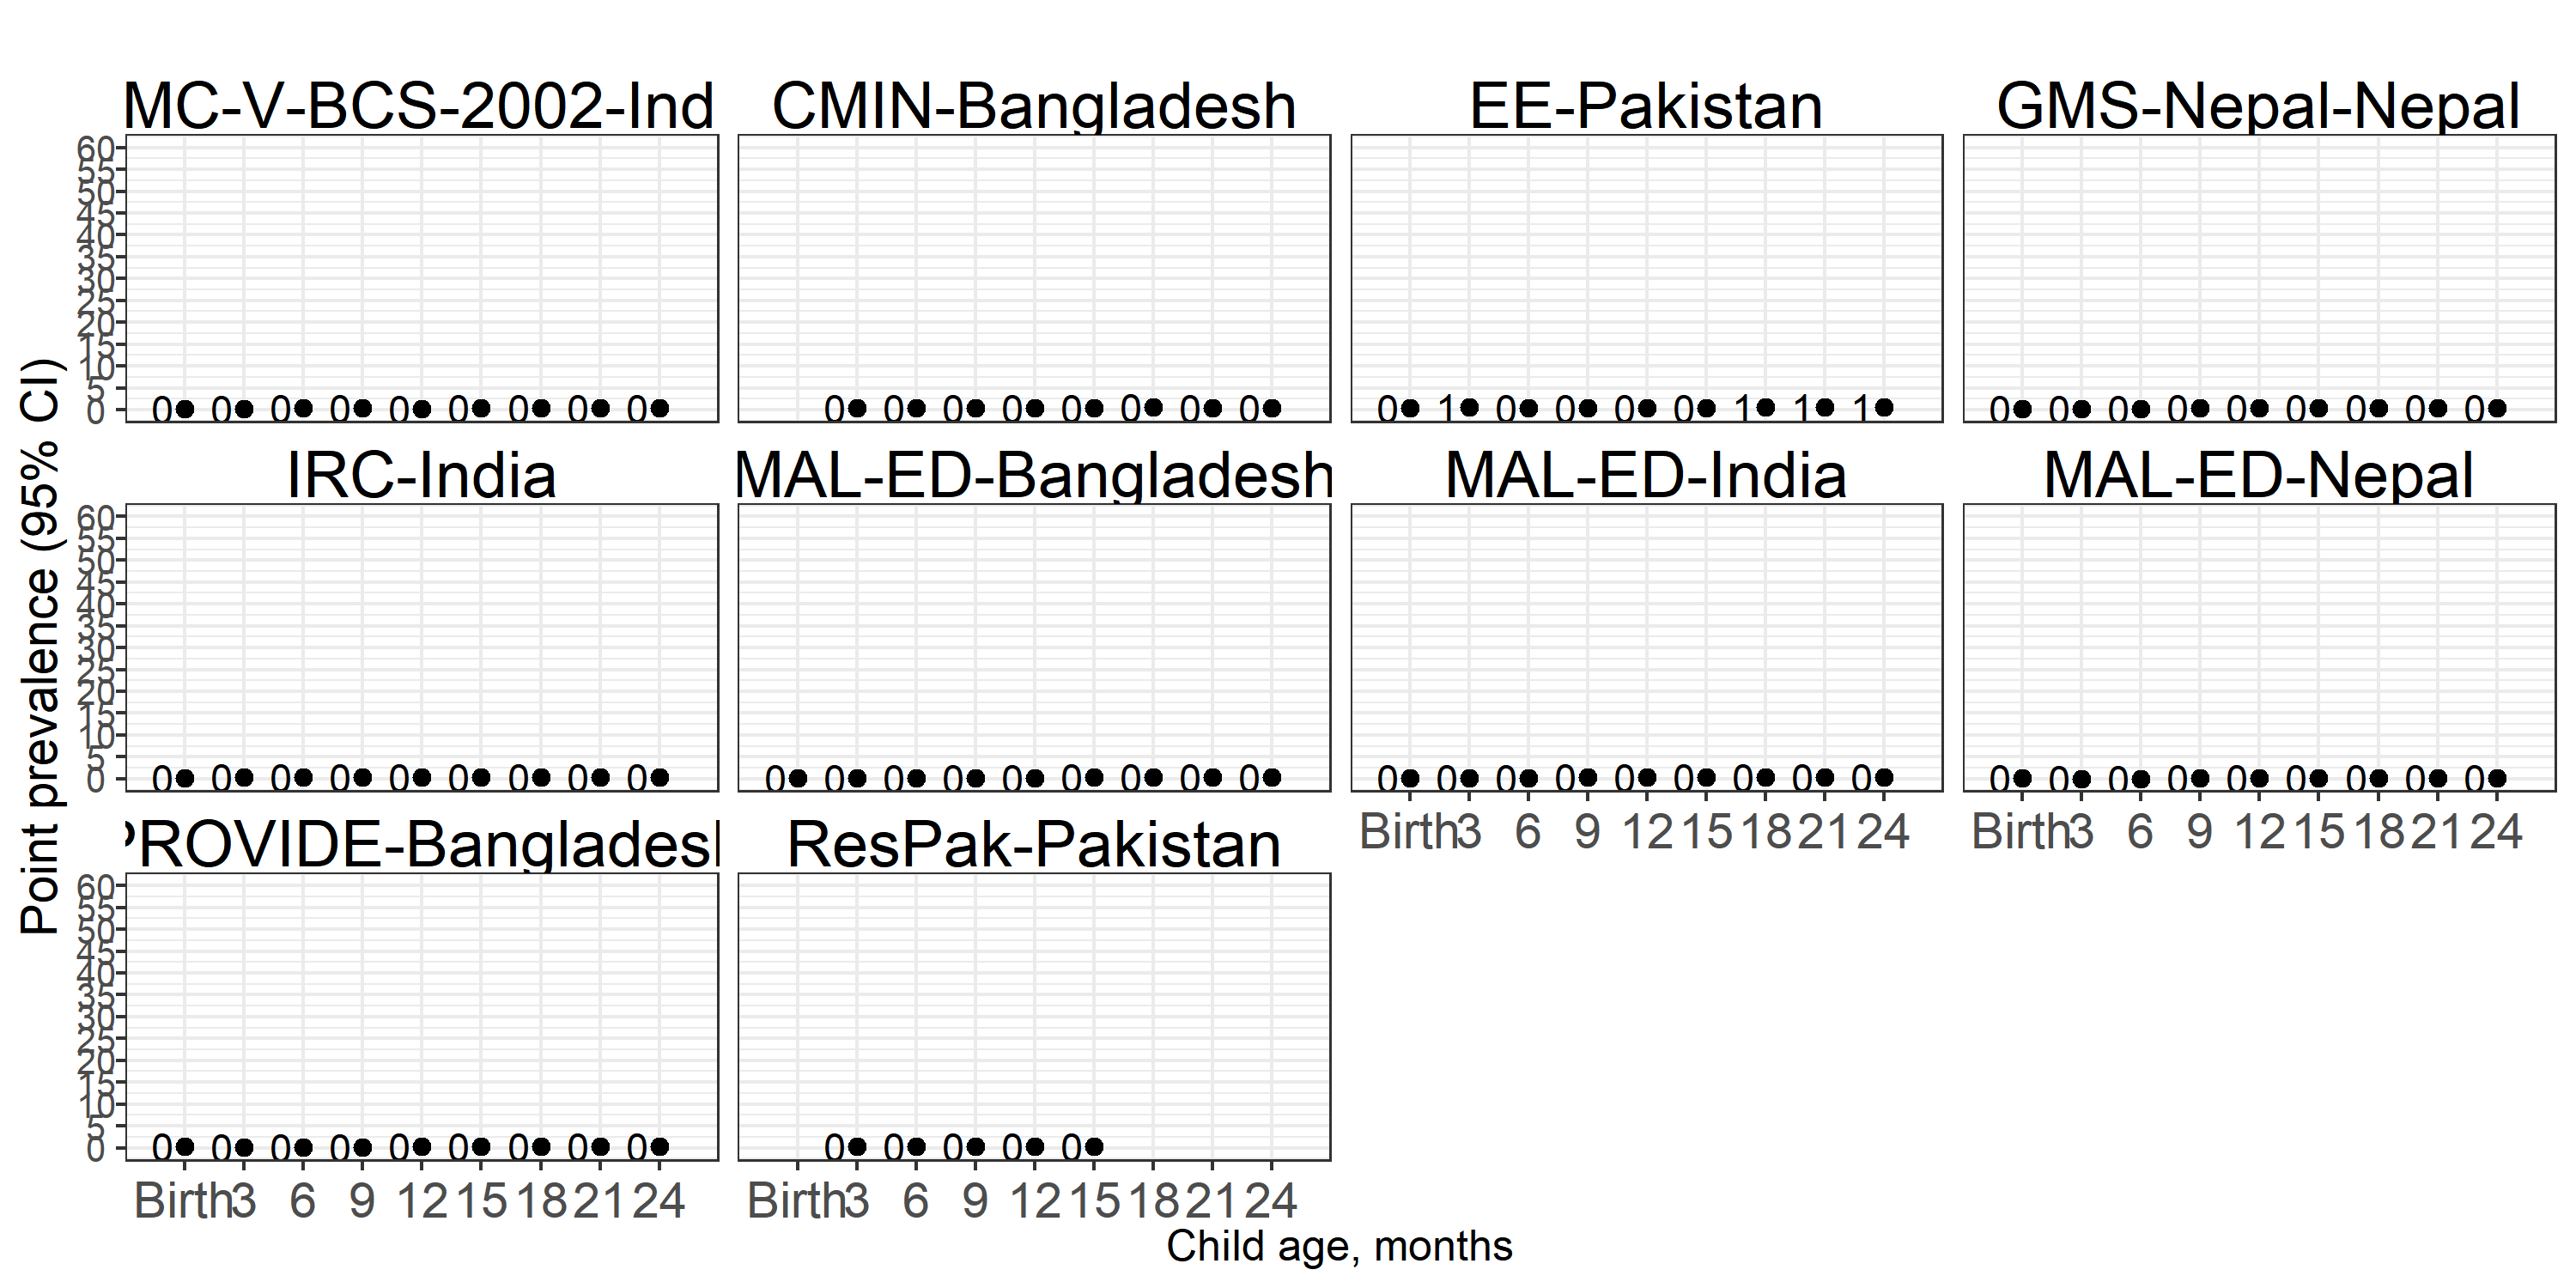 MC-V-BCS-2002-Ind CMIN-Bangladesh EE-Pakistan GMS-Nepal-Nepal
Point prevalence (95% CI)
60
55
50
45
40
35
30
25
20
15
10
5
0
0 0 0 0 0 0 0 0 0
0 0 0 0 0 0 0 0
0 1 0 0 0 0 1 1 1
0 0 0 0 0 0 0 0 0
IRC-India MAL-ED-Bangladesh MAL-ED-India MAL-ED-Nepal
60
55
50
45
40
35
30
25
20
15
10
5
0
0 0 0 0 0 0 0 0 0
0 0 0 0 0 0 0 0 0
0 0 0 0 0 0 0 0 0
0 0 0 0 0 0 0 0 0
Birth 3 6 9 12 15 18 21 24
Birth 3 6 9 12 15 18 21 24
PROVIDE-Bangladesh ResPak-Pakistan
60
55
50
45
40
35
30
25
20
15
10
5
0
0 0 0 0 0 0 0 0 0
0 0 0 0 0
Birth 3 6 9 12 15 18 21 24
Birth 3 6 9 12 15 18 21 24
Child age, months